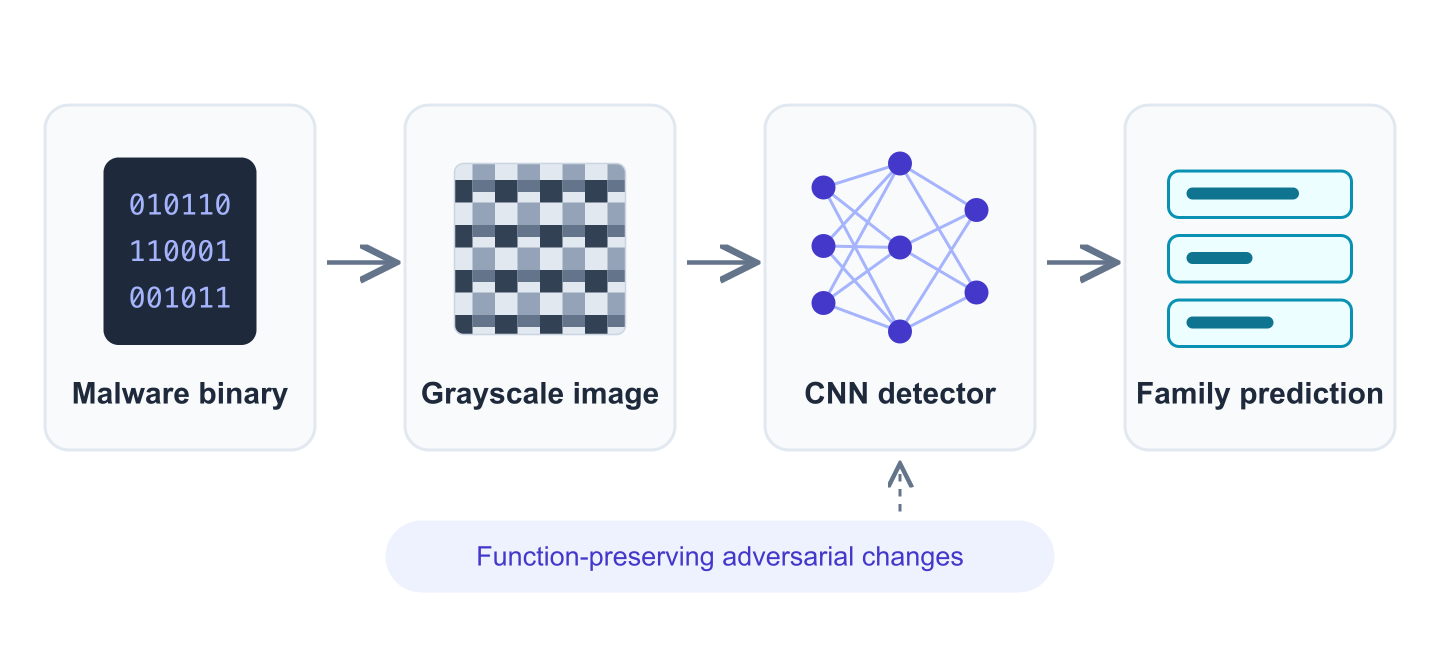 010110
110001
001011
Malware binary
Grayscale image
CNN detector
Family prediction
Function-preserving adversarial changes